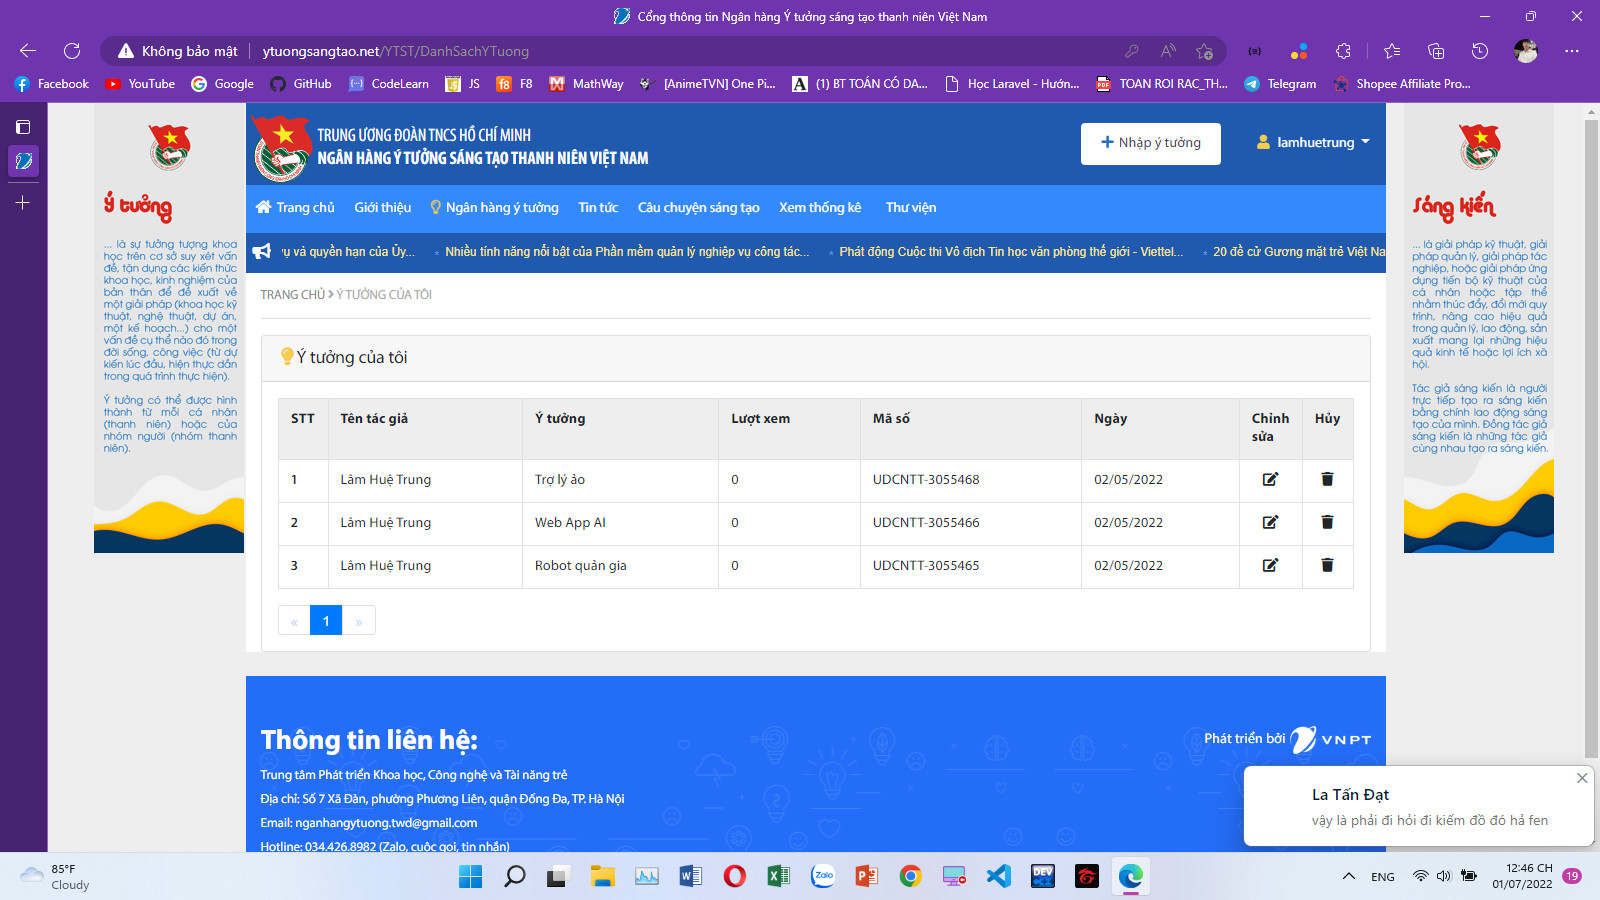 Cổng thông tin Ngân hàng Ý tưởng sáng tạo thanh niên Việt Nam
Không bảo mật
ytuongsangtao.net/YTST/DanhSachYTuong
Facebook
YouTube
Google
GitHub
CodeLearn
JS
F8
MathWay
[AnimeTVN] One Pi...
(1) BT TOÁN CÓ DA...
Học Laravel - Hướn...
TOAN ROI RAC_TH...
Telegram
Shopee Affiliate Pro...
TRUNG ƯƠNG ĐOÀN TNCS HỒ CHÍ MINH
NGÂN HÀNG Ý TƯỞNG SÁNG TẠO THANH NIÊN VIỆT NAM
+ Nhập ý tưởng
lamhuetrung
Trang chủ
Giới thiệu
Ngân hàng ý tưởng
Tin tức
Câu chuyện sáng tạo
Xem thống kê
Thư viện
vụ và quyền hạn của Ủy...
Nhiều tính năng nổi bật của Phần mềm quản lý nghiệp vụ công tác...
Phát động Cuộc thi Vô địch Tin học văn phòng thế giới - Viettel...
20 đề cử Gương mặt trẻ Việt Na
Ý tưởng
... là sự tưởng tượng khoa
học trên cơ sở suy xét vấn
đề, tận dụng các kiến thức
khoa học, kinh nghiệm của
bản thân để đề xuất về
một giải pháp (khoa học kỹ
thuật, nghệ thuật, dự án,
một kế hoạch...) cho một
vấn đề cụ thể nào đó trong
đời sống, công việc (từ dự
kiến lúc đầu, hiện thực dần
trong quá trình thực hiện).
Ý tưởng có thể được hình
thành từ mỗi cá nhân
(thanh niên) hoặc của
nhóm người (nhóm thanh
niên).
TRANG CHỦ > Ý TƯỞNG CỦA TÔI
Ý tưởng của tôi
STT Tên tác giả Ý tưởng Lượt xem Mã số Ngày Chỉnh sửa Hủy
1 Lâm Huệ Trung Trợ lý ảo 0 UDCNTT-3055468 02/05/2022
2 Lâm Huệ Trung Web App AI 0 UDCNTT-3055466 02/05/2022
3 Lâm Huệ Trung Robot quản gia 0 UDCNTT-3055465 02/05/2022
« 1 »
Sáng kiến
... là giải pháp kỹ thuật, giải
pháp quản lý, giải pháp tác
nghiệp, hoặc giải pháp ứng
dụng tiến bộ kỹ thuật của
cá nhân hoặc tập thể
nhằm thúc đẩy, đổi mới quy
trình, nâng cao hiệu quả
trong quản lý, lao động, sản
xuất mang lại những hiệu
quả kinh tế hoặc lợi ích xã
hội.
Tác giả sáng kiến là người
trực tiếp tạo ra sáng kiến
bằng chính lao động sáng
tạo của mình. Đồng tác giả
sáng kiến là những tác giả
cùng nhau tạo ra sáng kiến.
Thông tin liên hệ:
Trung tâm Phát triển Khoa học, Công nghệ và Tài năng trẻ
Địa chỉ: Số 7 Xã Đàn, phường Phương Liên, quận Đống Đa, TP. Hà Nội
Email: nganhangytuong.twd@gmail.com
Hotline: 034.426.8982 (Zalo, cuộc gọi, tin nhắn)
Phát triển bởi VNPT
La Tấn Đạt
vậy là phải đi hỏi đi kiếm đồ đó hả fen
85°F
Cloudy
Zalo
DEV
ENG
12:46 CH
01/07/2022
19